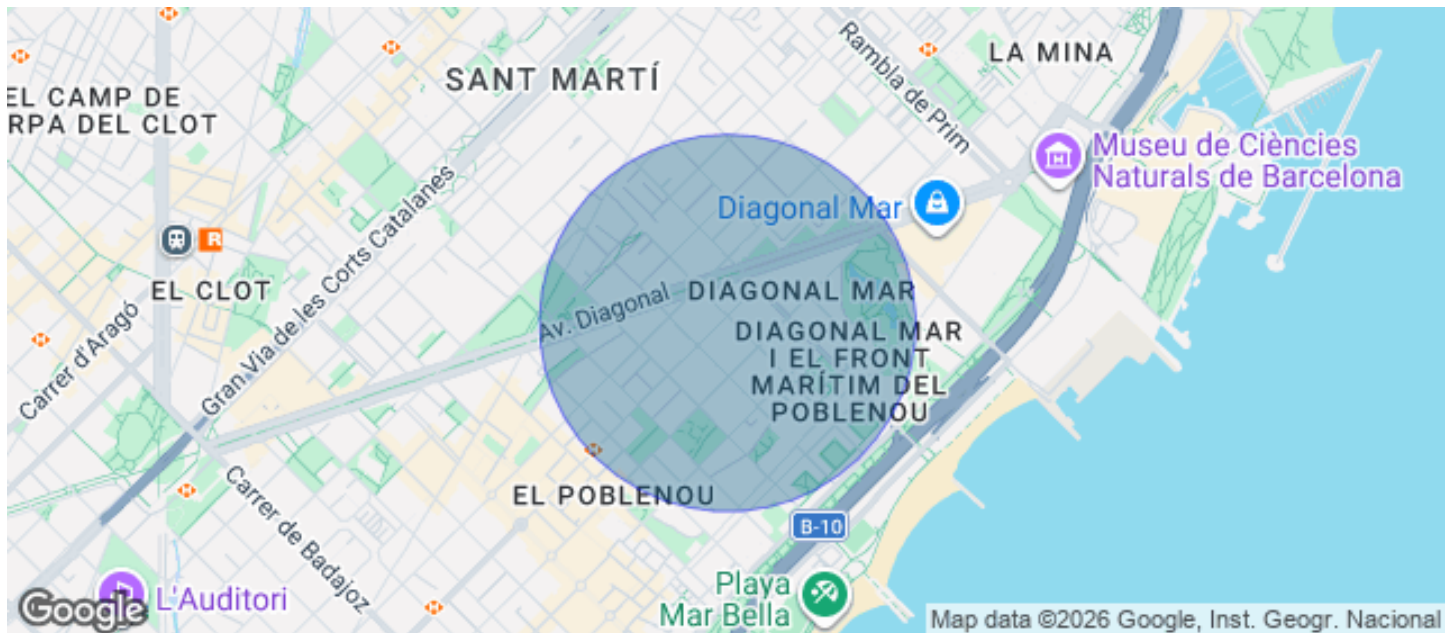 LA MINA
Rambla de Prim
SANT MARTÍ
EL CAMP DE
RPA DEL CLOT
Museu de Ciències
Naturals de Barcelona
Diagonal Mar
Gran Via de les Corts Catalanes
R
EL CLOT
Av. Diagonal
DIAGONAL MAR
DIAGONAL MAR
I EL FRONT
MARÍTIM DEL
POBLENOU
Carrer d'Aragó
EL POBLENOU
Carrer de Badajoz
B-10
L'Auditori
Playa
Mar Bella
Google
Map data ©2026 Google, Inst. Geogr. Nacional